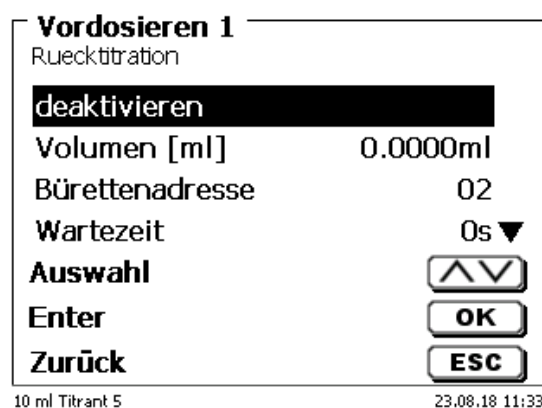 Vordosieren 1
Ruecktitration
deaktivieren
Volumen [ml] 0.0000ml
Bürettenadresse 02
Wartezeit 0s
Auswahl
Enter OK
Zurück ESC
10 ml Titrant 5 23.08.18 11:33